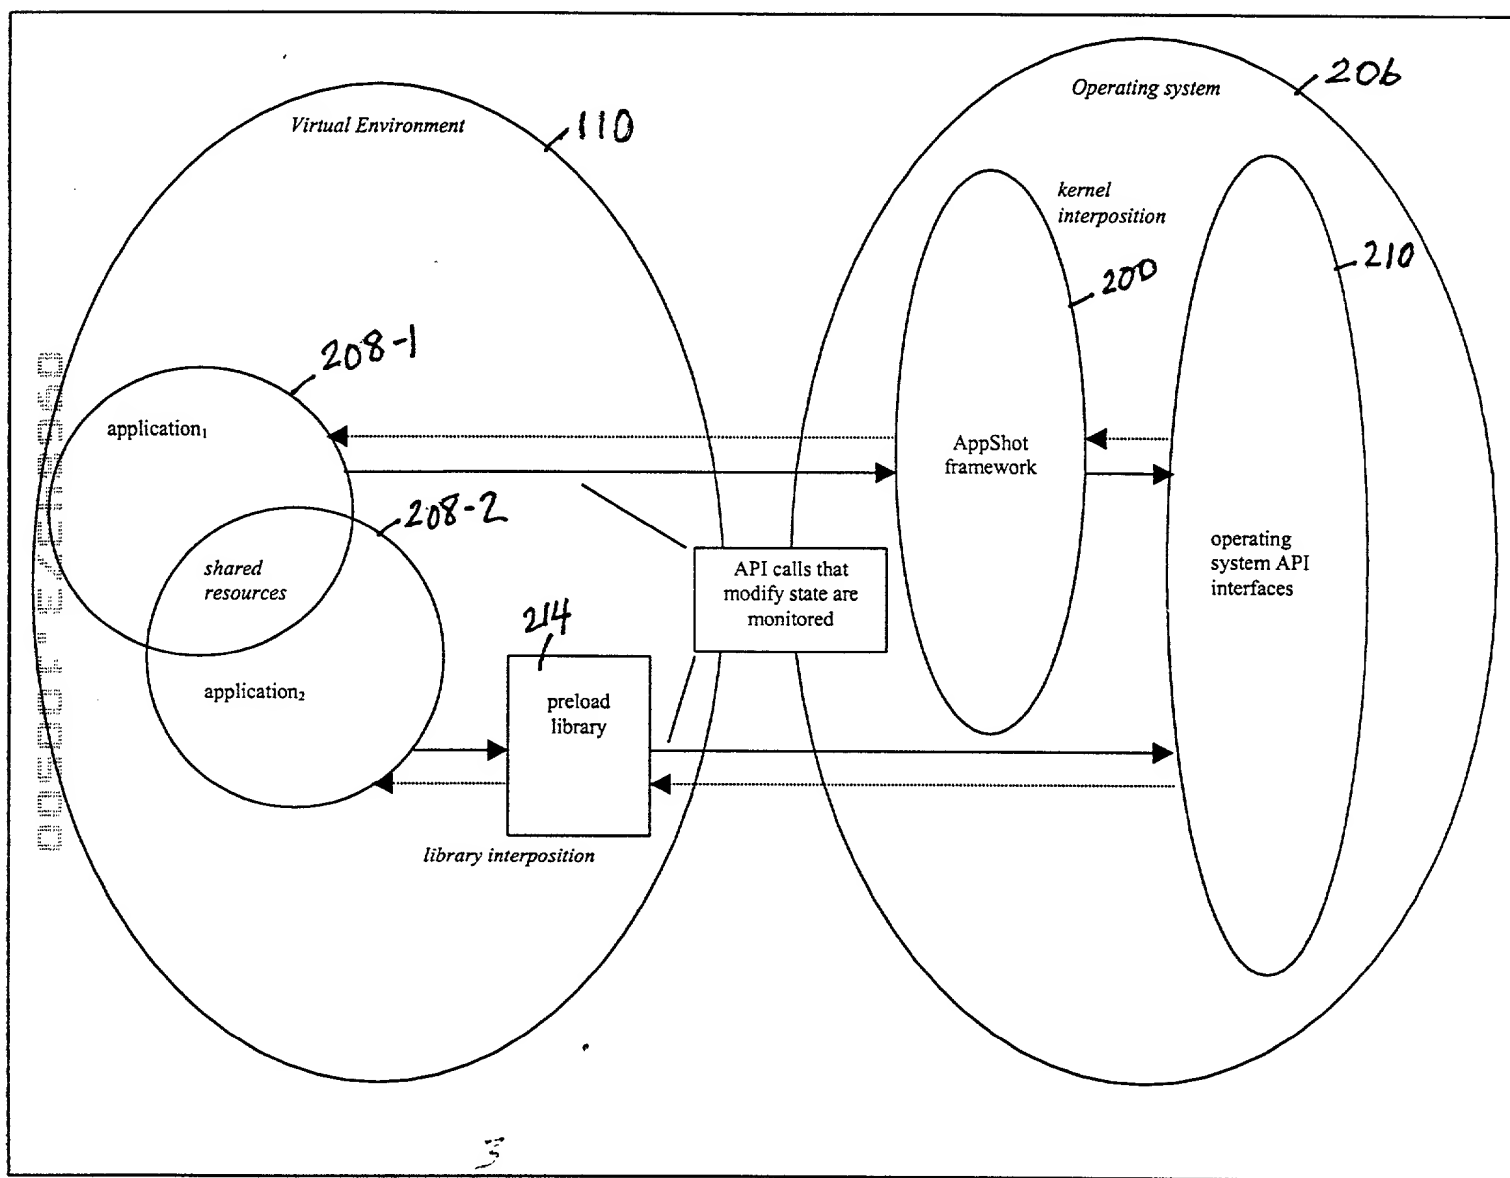 Operating system
206
Virtual Environment
110
kernel
interposition
200
210
208-1
application₁
AppShot
framework
208-2
shared
resources
operating
system API
interfaces
API calls that
modify state are
monitored
214
application₂
preload
library
library interposition
3